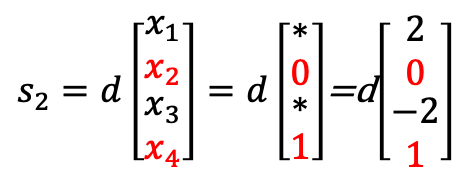 s₂ = d [x₁ x₂ x₃ x₄] = d [* 0 * 1] =d [2 0 −2 1]